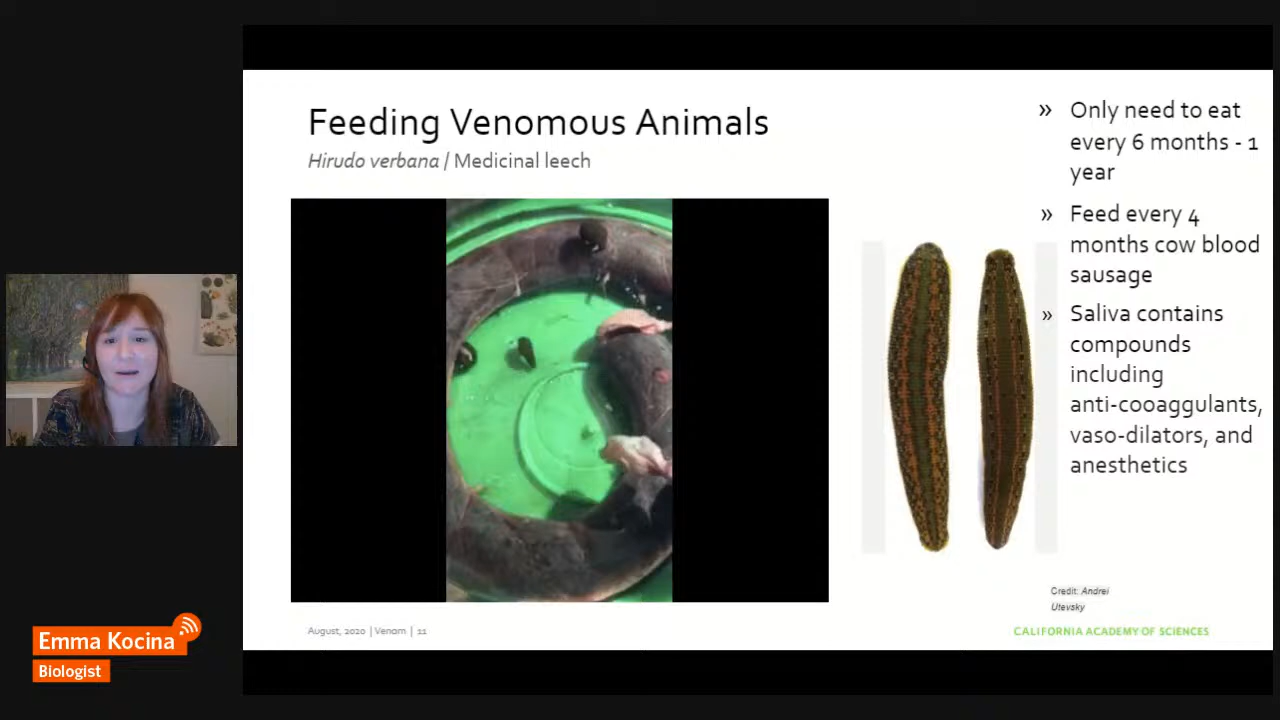 Feeding Venomous Animals
Hirudo verbana / Medicinal leech
» Only need to eat
every 6 months - 1
year
» Feed every 4
months cow blood
sausage
» Saliva contains
compounds
including
anti-cooaggulants,
vaso-dilators, and
anesthetics
Credit: Andrei
Utevsky
August, 2020 | Venom | 11
CALIFORNIA ACADEMY OF SCIENCES
Emma Kocina
Biologist